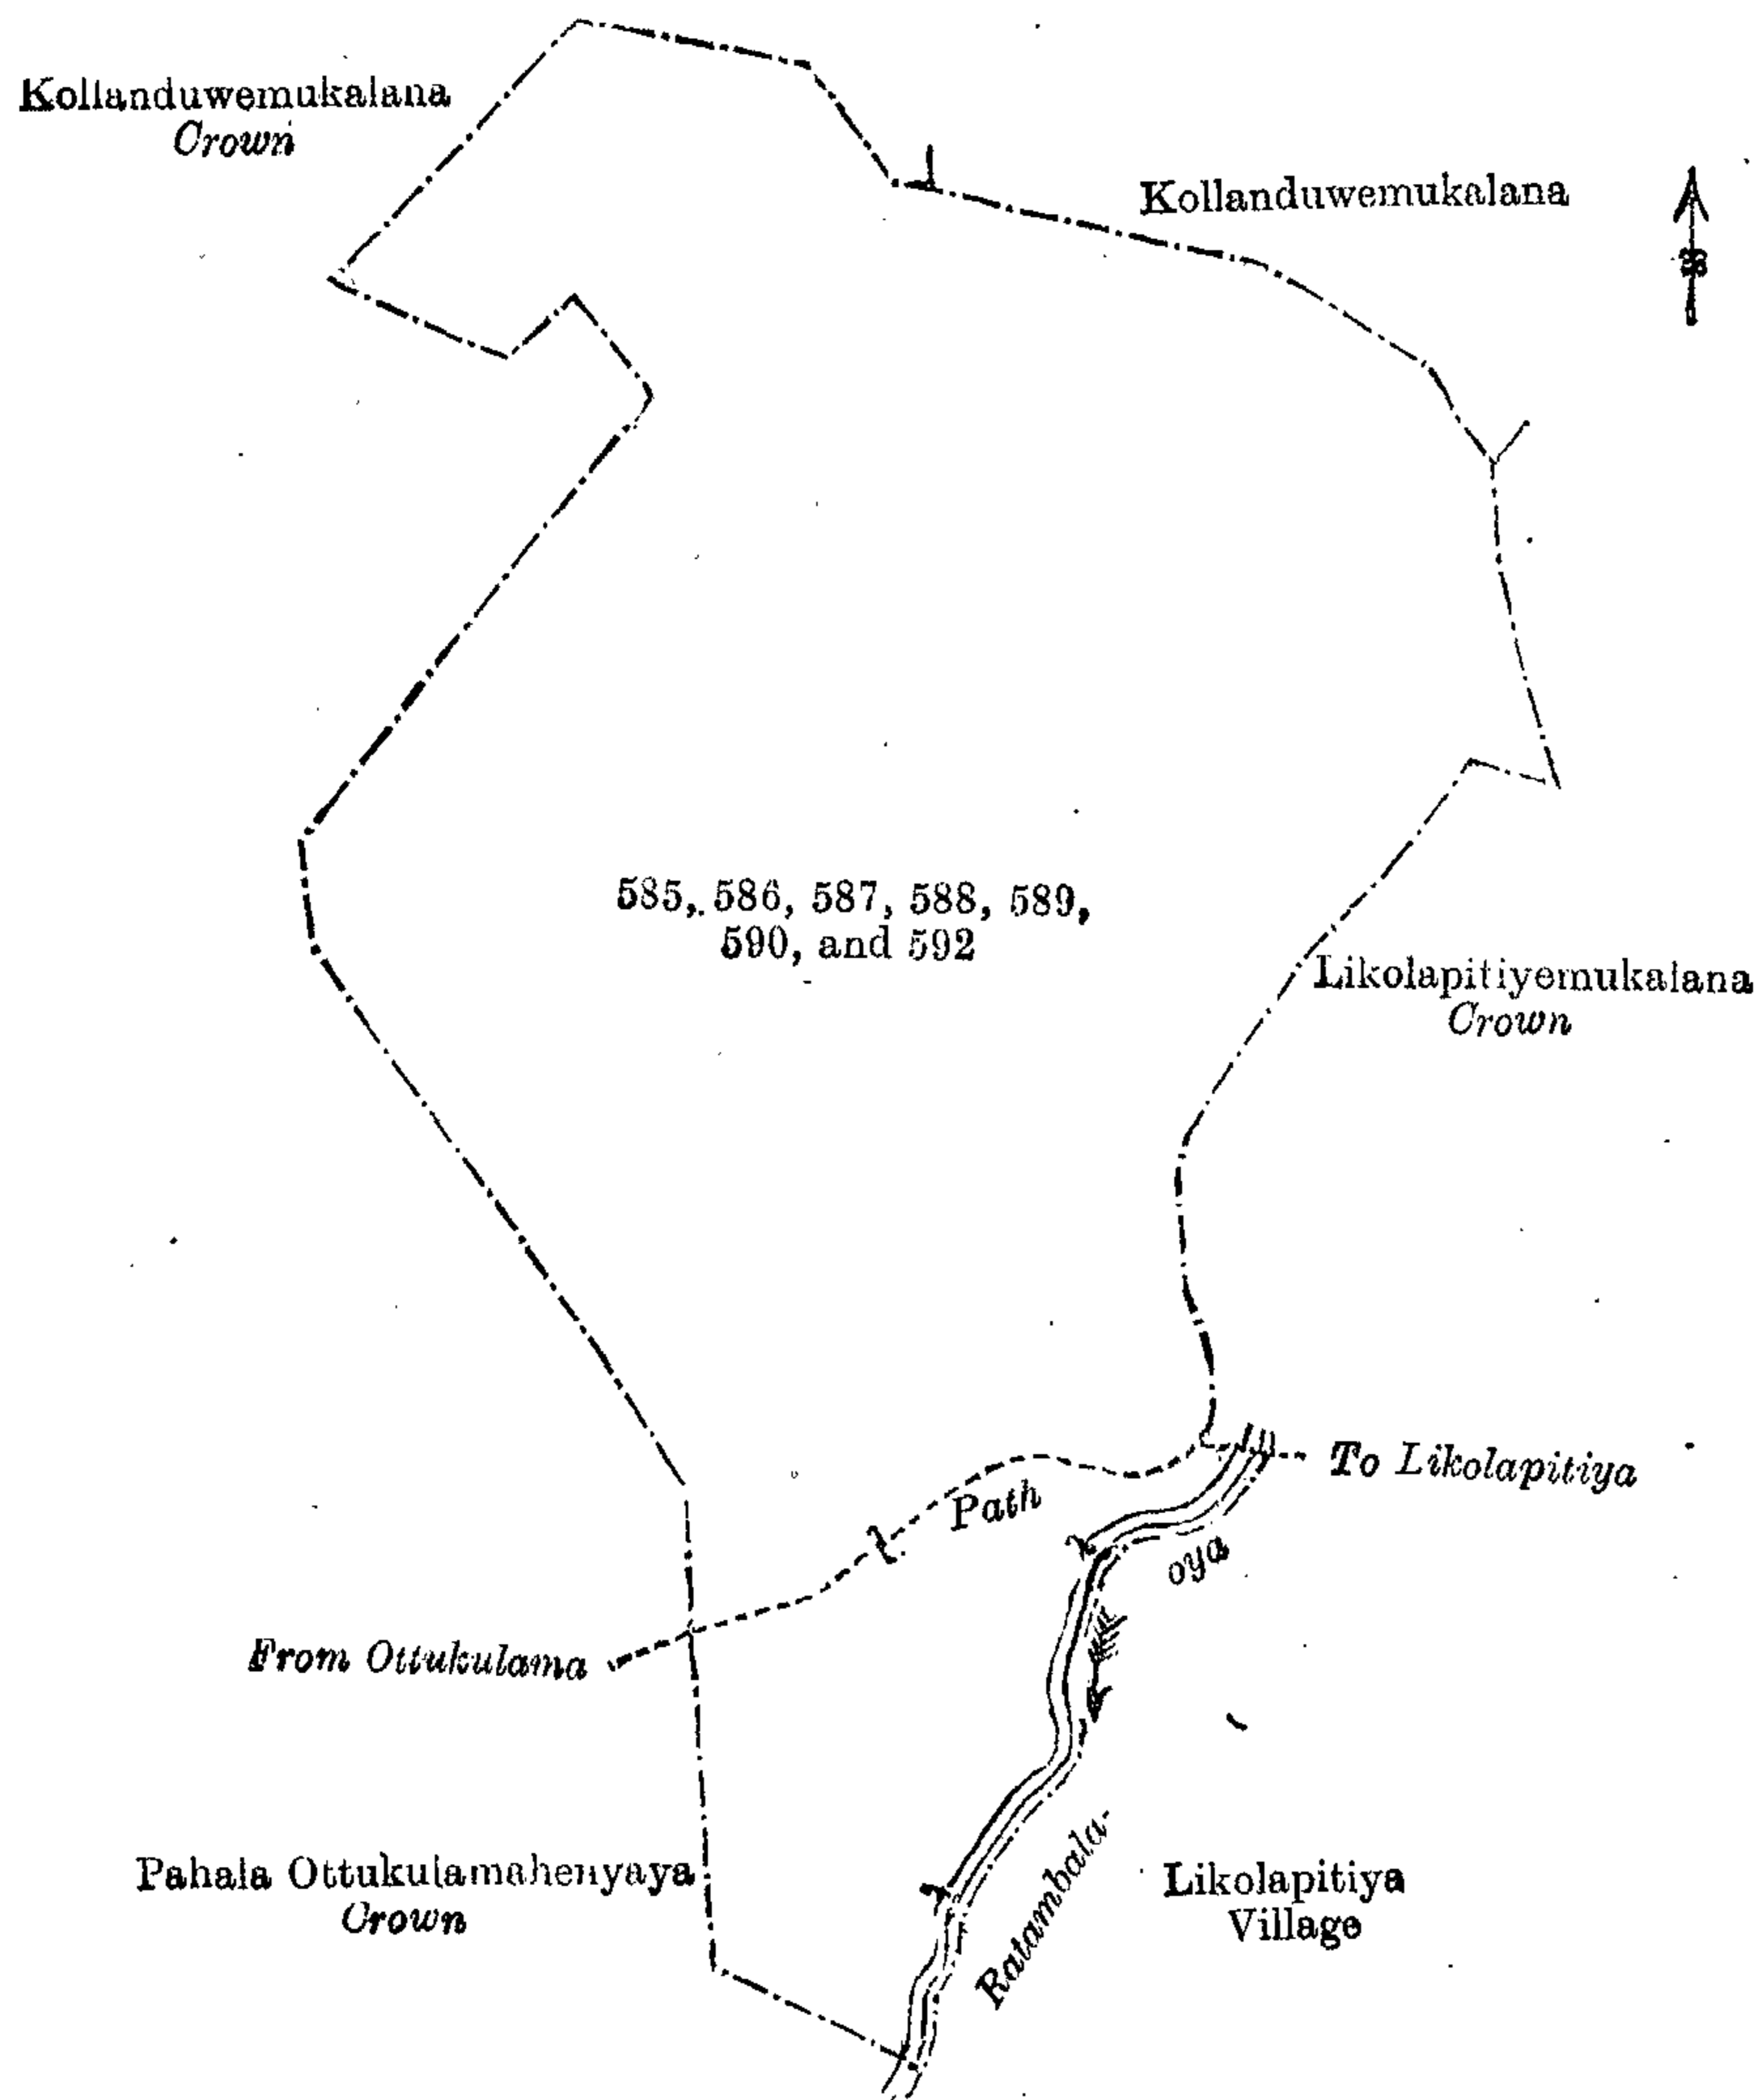 Kollanduwemukalana
Crown
Kollanduwemukalana
585, 586, 587, 588, 589,
590, and 592
Likolapitiyemukalana
Crown
To Likolapitiya
Path
oya
From Ottukulama
Ratambala-
Pahala Ottukulamahenyaya
Crown
Likolapitiya
Village